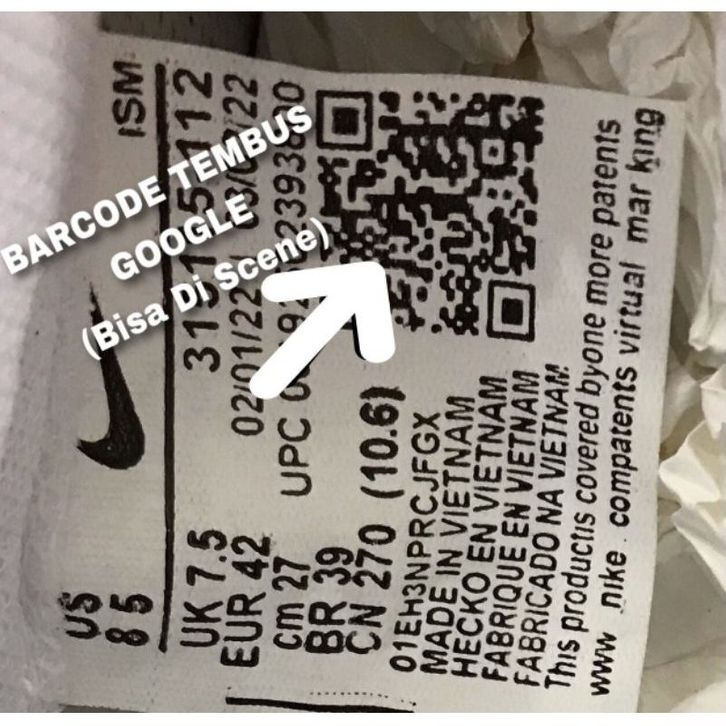 BARCODE TEMBUS
GOOGLE
(Bisa Di Scene)
ISM
US
8 5
UK 7.5
EUR 42
cm 27
BR 39
CN 270 (10.6)
02/01/22
UPC
01EH3NPRCJFGX
MADE IN VIETNAM
HECKO EN VIETNAM
FABRIQUE EN VIETNAM
FABRICADO NA VIETNAM
This productis covered byone more patents
www nike . compatents virtual mar king